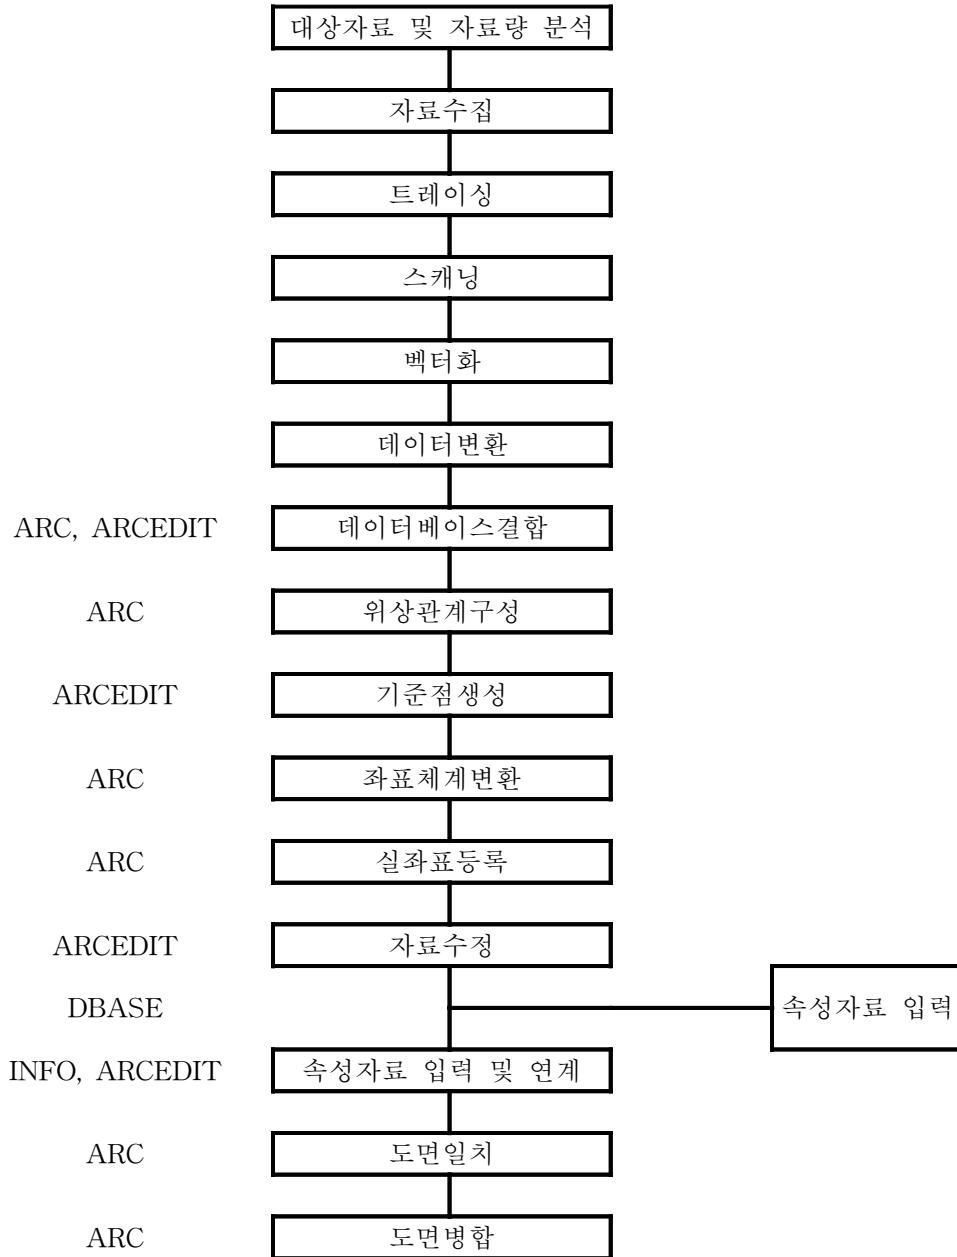 대상자료 및 자료량 분석
자료수집
트레이싱
스캐닝
벡터화
데이터변환
ARC, ARCEDIT 데이터베이스결합
ARC 위상관계구성
ARCEDIT 기준점생성
ARC 좌표체계변환
ARC 실좌표등록
ARCEDIT 자료수정
DBASE 속성자료 입력
INFO, ARCEDIT 속성자료 입력 및 연계
ARC 도면일치
ARC 도면병합